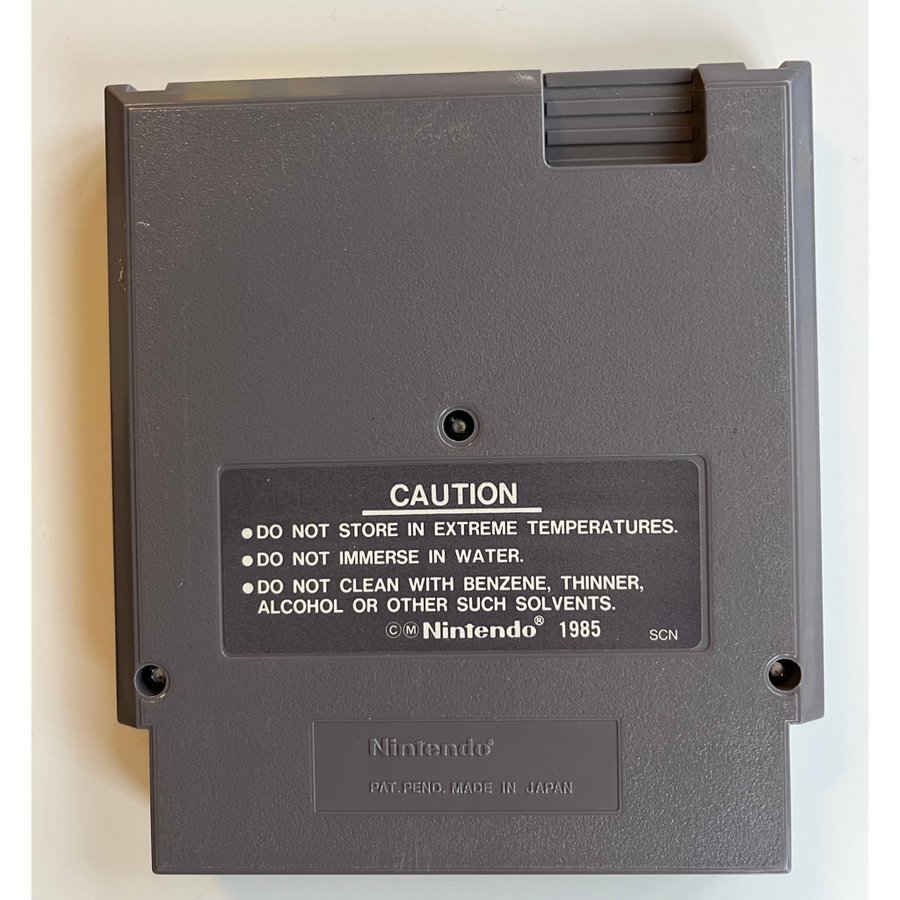 CAUTION
●DO NOT STORE IN EXTREME TEMPERATURES.
●DO NOT IMMERSE IN WATER.
●DO NOT CLEAN WITH BENZENE, THINNER,
ALCOHOL OR OTHER SUCH SOLVENTS.
ⒸⓂ Nintendo® 1985 SCN
Nintendo®
PAT. PEND. MADE IN JAPAN